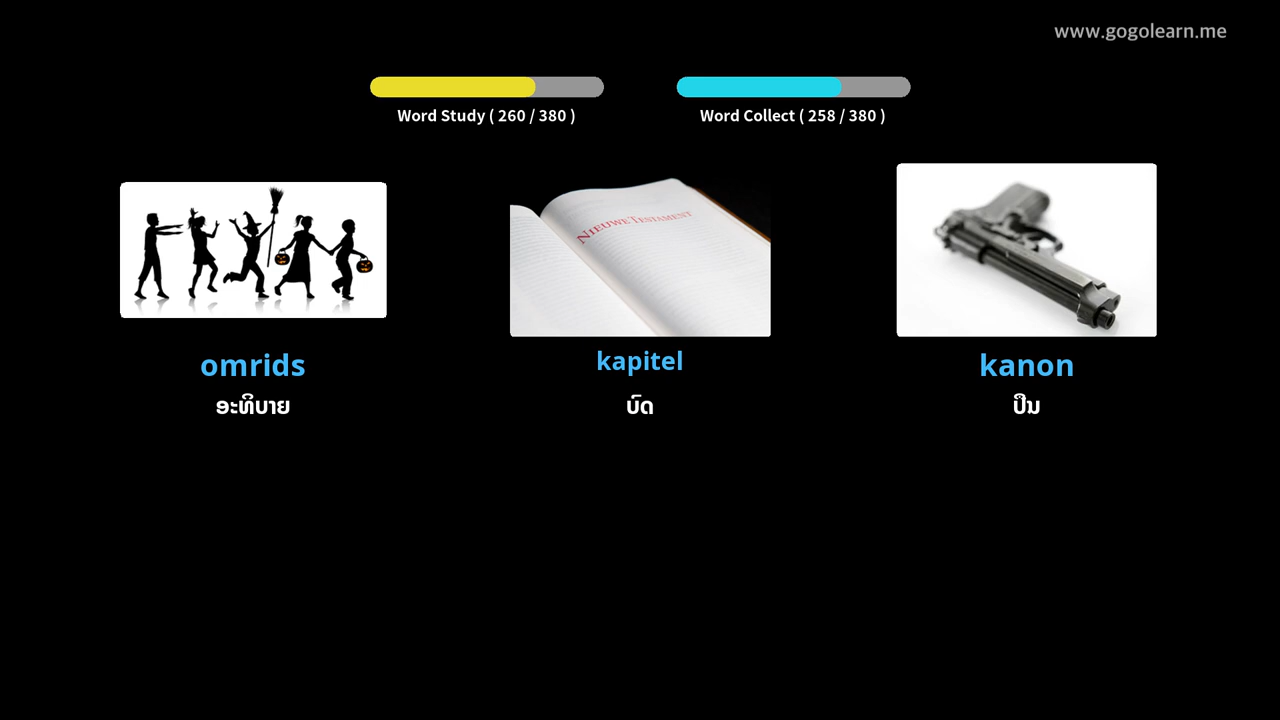 www.gogolearn.me
Word Study ( 260 / 380 )
Word Collect ( 258 / 380 )
NIEUWE TESTAMENT
omrids
kapitel
kanon
ອະທິບາຍ
ບົດ
ປືນ